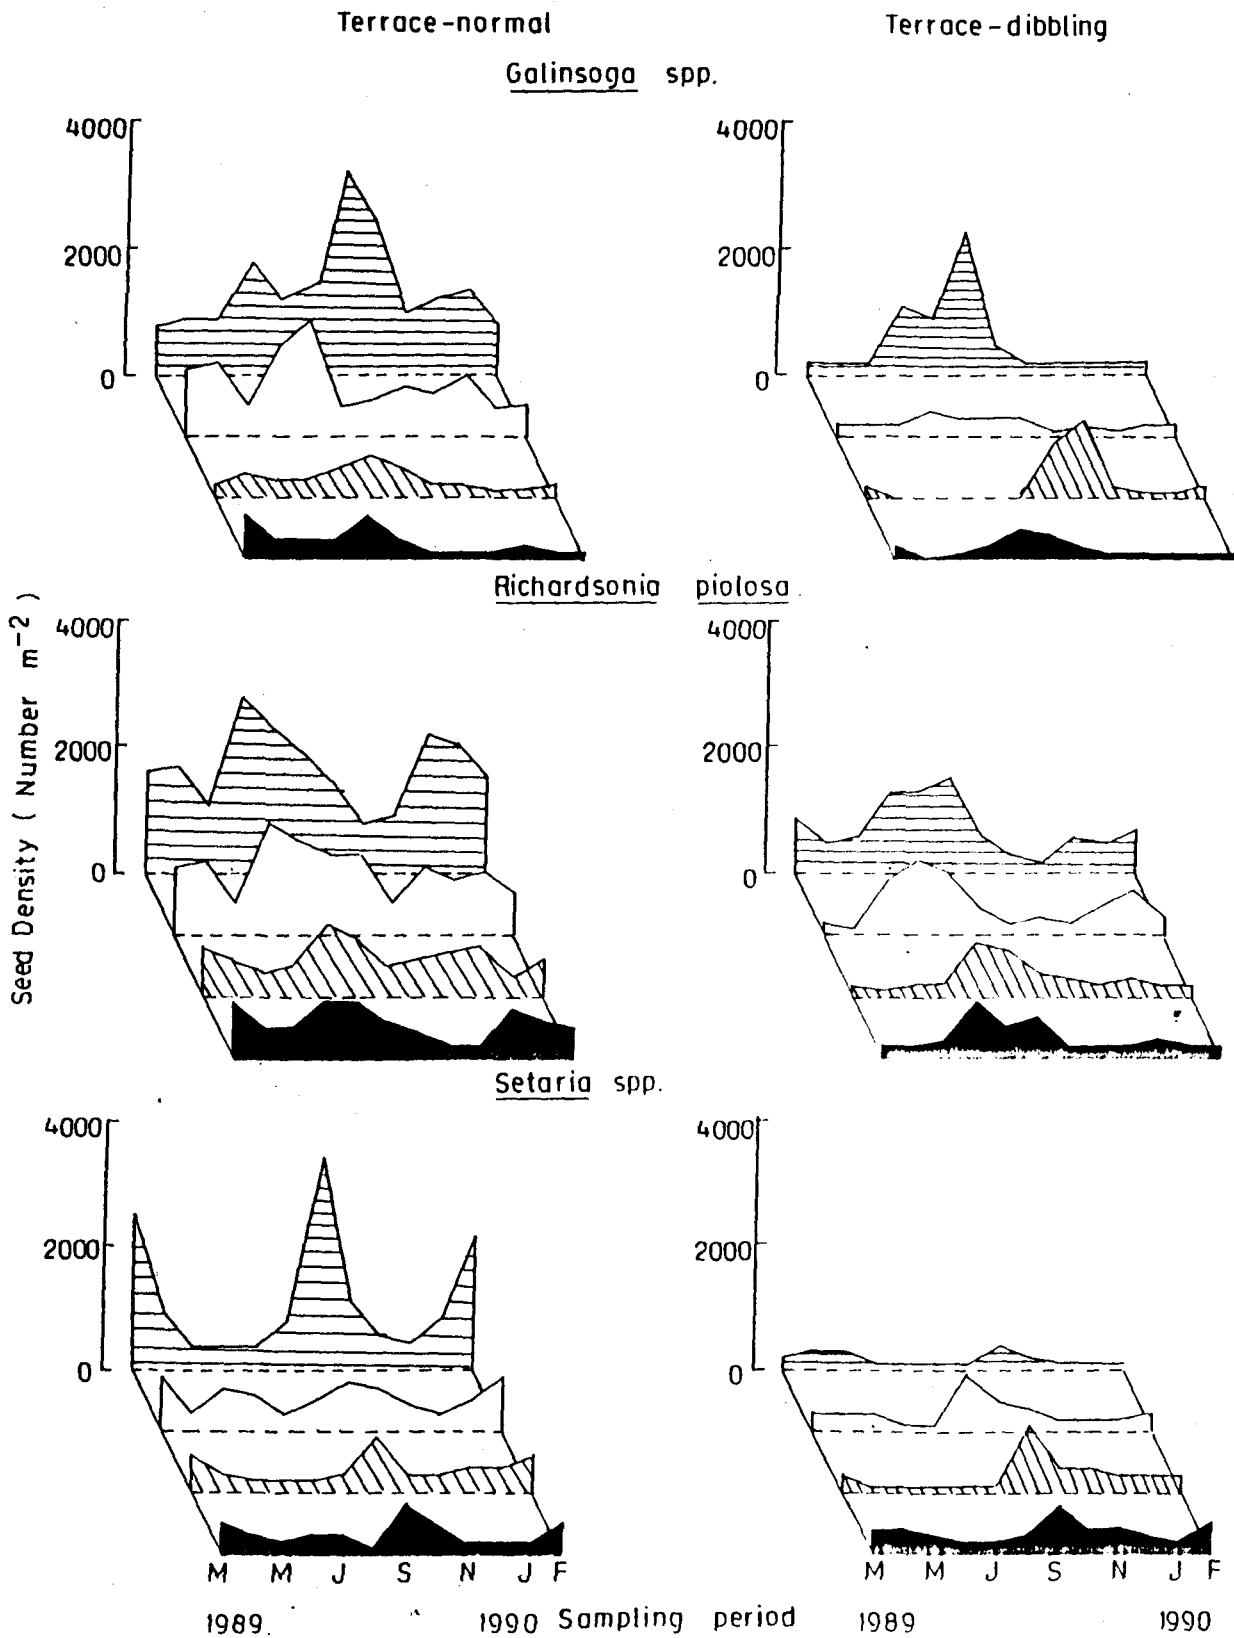 Terrace-normal Terrace-dibbling
Galinsoga spp.
4000 4000
2000 2000
0 0
Richardsonia piolosa
4000 4000
2000 2000
0 0
Seed Density ( Number m⁻² )
Setaria spp.
4000 4000
2000 2000
0 0
M M J S N J F M M J S N J F
1989 1990 Sampling period 1989 1990